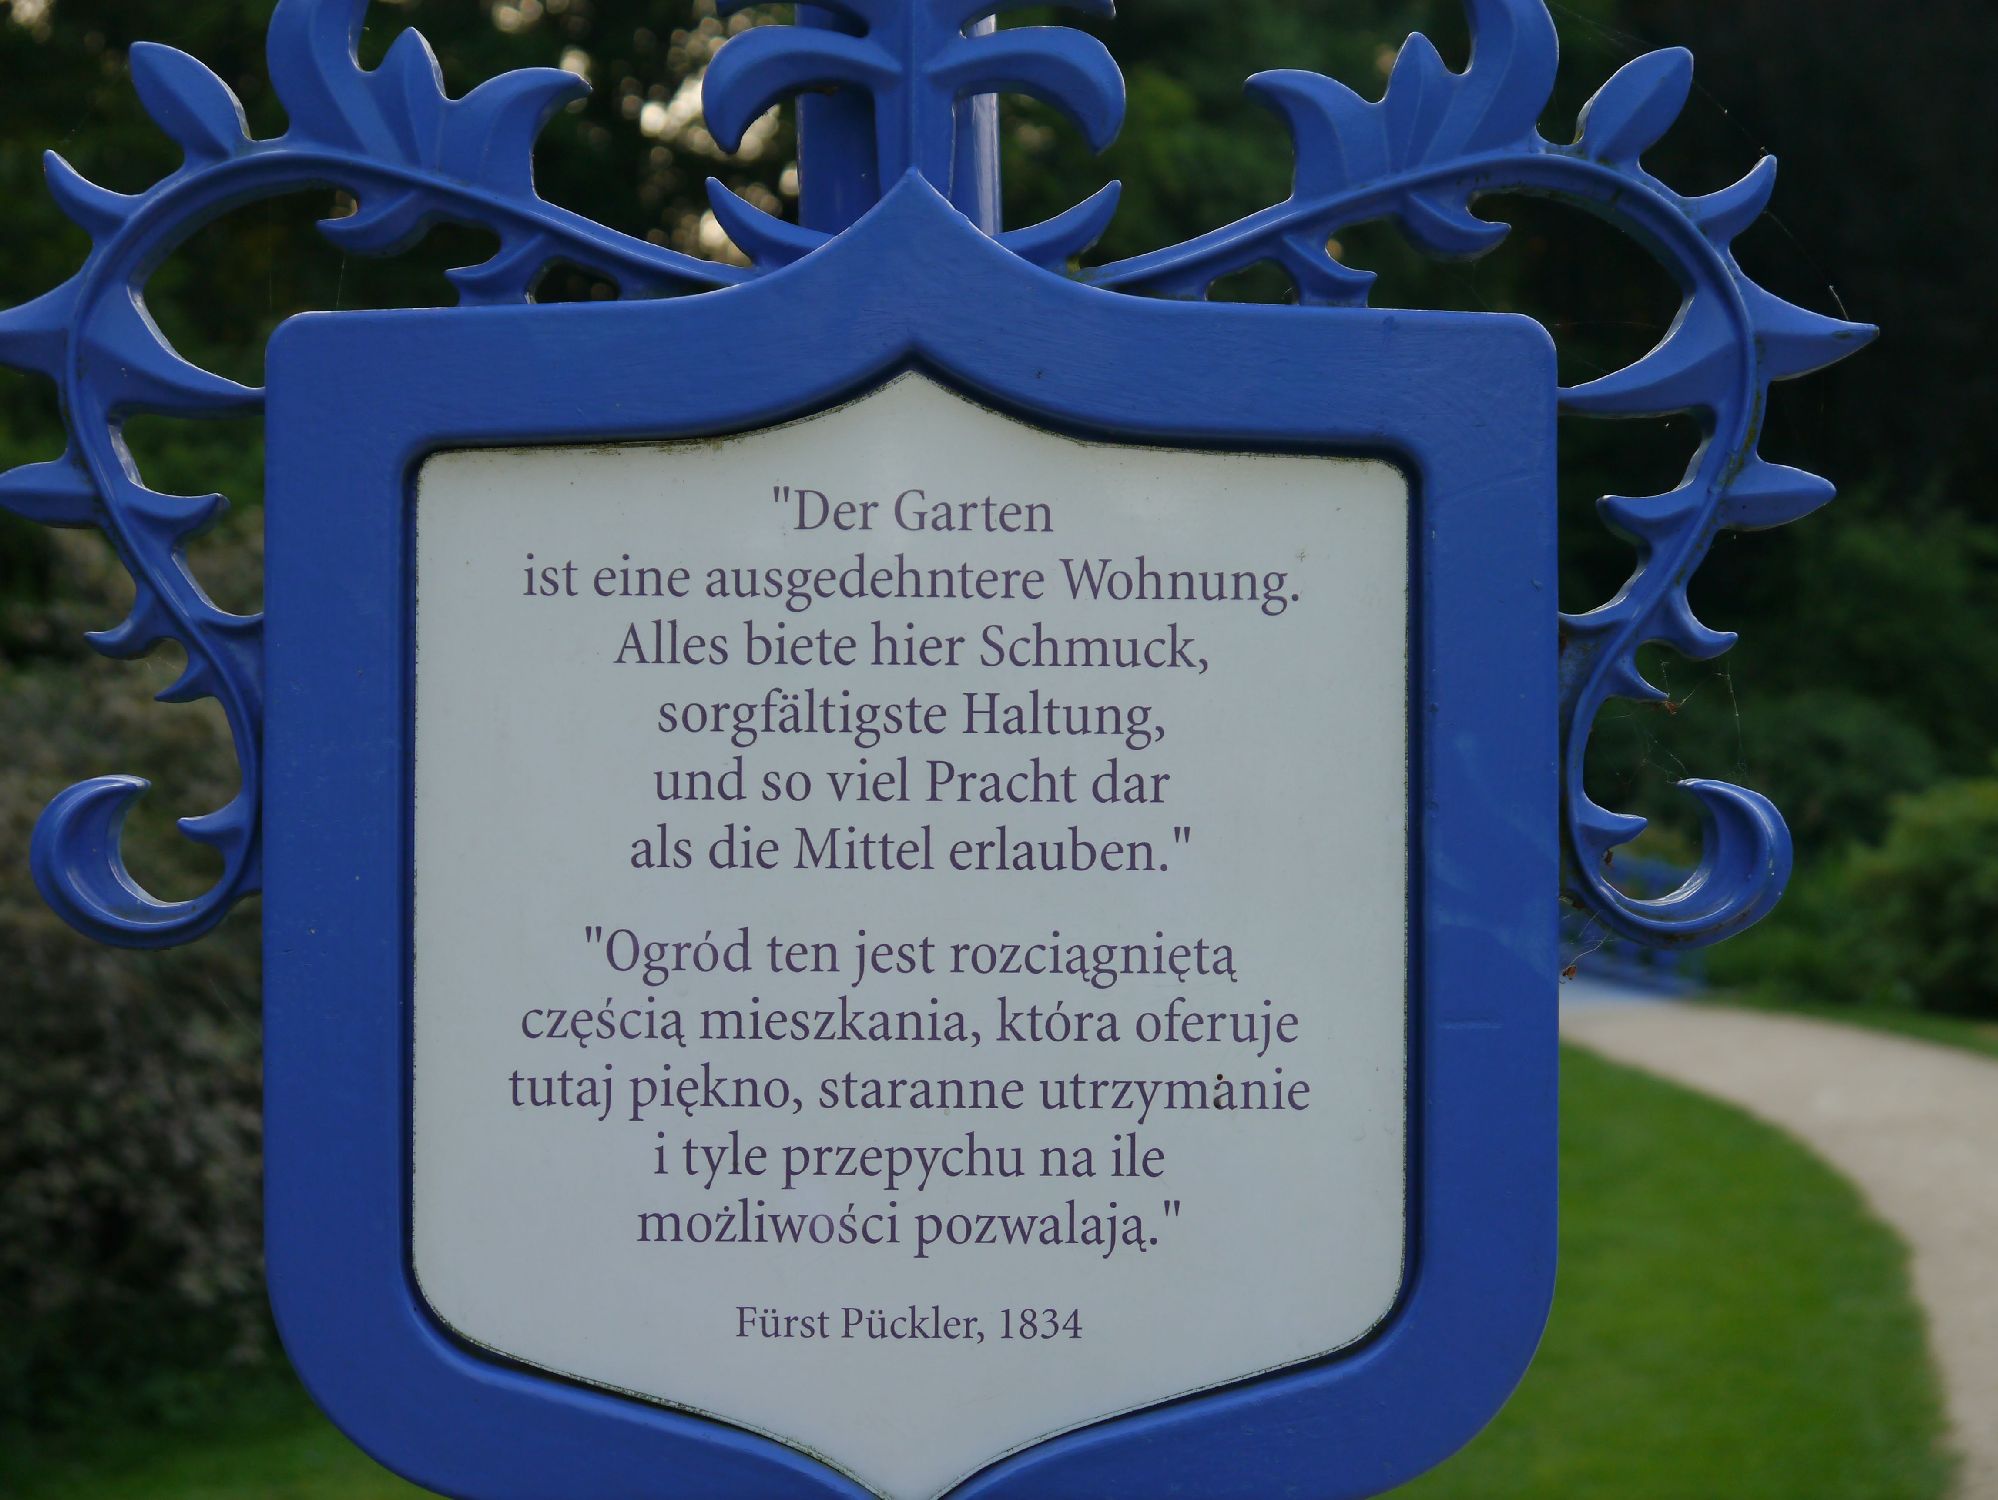 "Der Garten
ist eine ausgedehntere Wohnung.
Alles biete hier Schmuck,
sorgfältigste Haltung,
und so viel Pracht dar
als die Mittel erlauben."
"Ogród ten jest rozciągniętą
częścią mieszkania, która oferuje
tutaj piękno, staranne utrzymanie
i tyle przepychu na ile
możliwości pozwalają."
Fürst Pückler, 1834